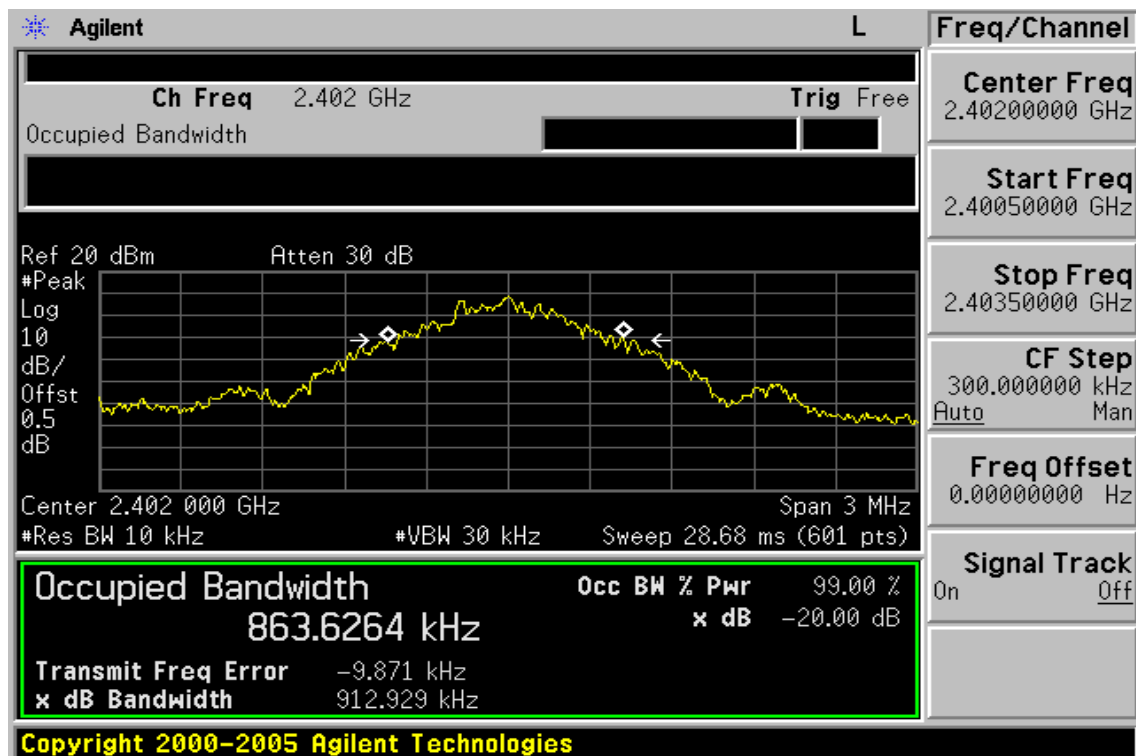 Agilent L
Ch Freq 2.402 GHz Trig Free
Occupied Bandwidth
Ref 20 dBm Atten 30 dB
#Peak
Log
10
dB/
Offst
0.5
dB
Center 2.402 000 GHz Span 3 MHz
#Res BW 10 kHz #VBW 30 kHz Sweep 28.68 ms (601 pts)
Occupied Bandwidth Occ BW % Pwr 99.00 %
863.6264 kHz x dB -20.00 dB
Transmit Freq Error -9.871 kHz
x dB Bandwidth 912.929 kHz
Copyright 2000-2005 Agilent Technologies
Freq/Channel
Center Freq
2.40200000 GHz
Start Freq
2.40050000 GHz
Stop Freq
2.40350000 GHz
CF Step
300.000000 kHz
Auto Man
Freq Offset
0.00000000 Hz
Signal Track
On Off